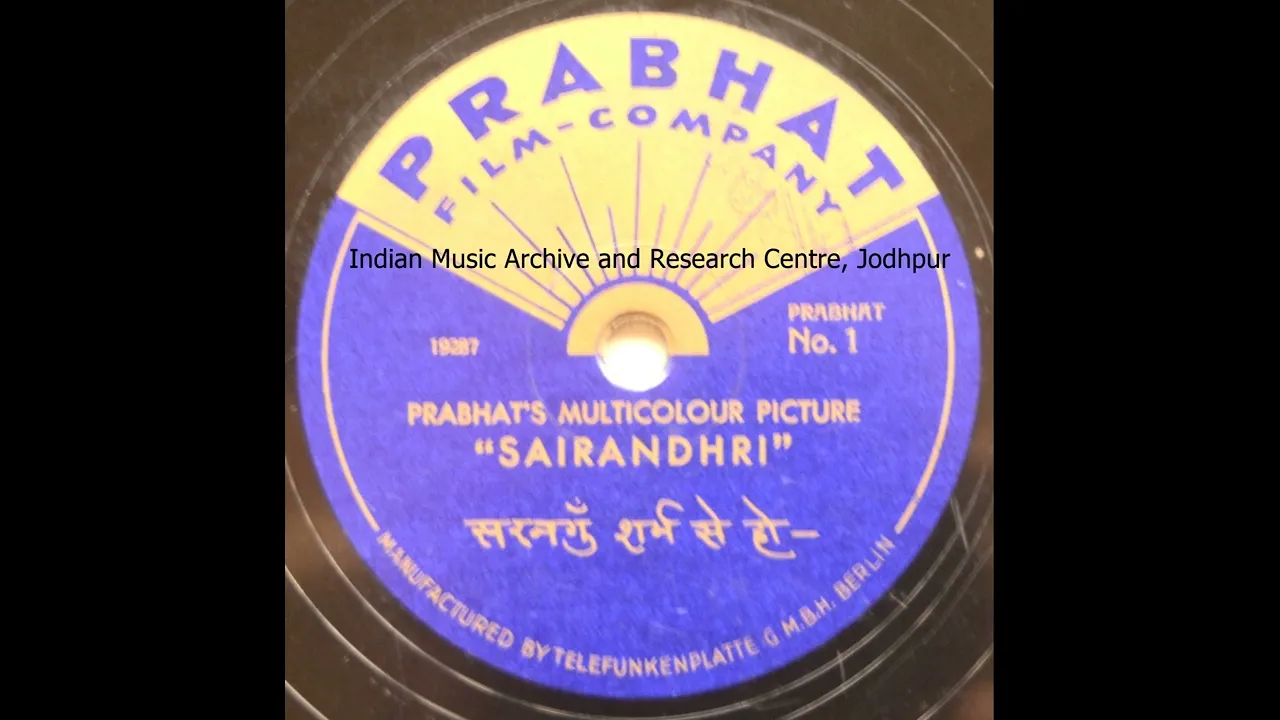 PRABHAT
FILM-COMPANY
Indian Music Archive and Research Centre, Jodhpur
19287
PRABHAT
No. 1
PRABHAT'S MULTICOLOUR PICTURE
“SAIRANDHRI”
सरनगुँ शर्म से हो–
MANUFACTURED BY TELEFUNKENPLATTE G.M.B.H. BERLIN